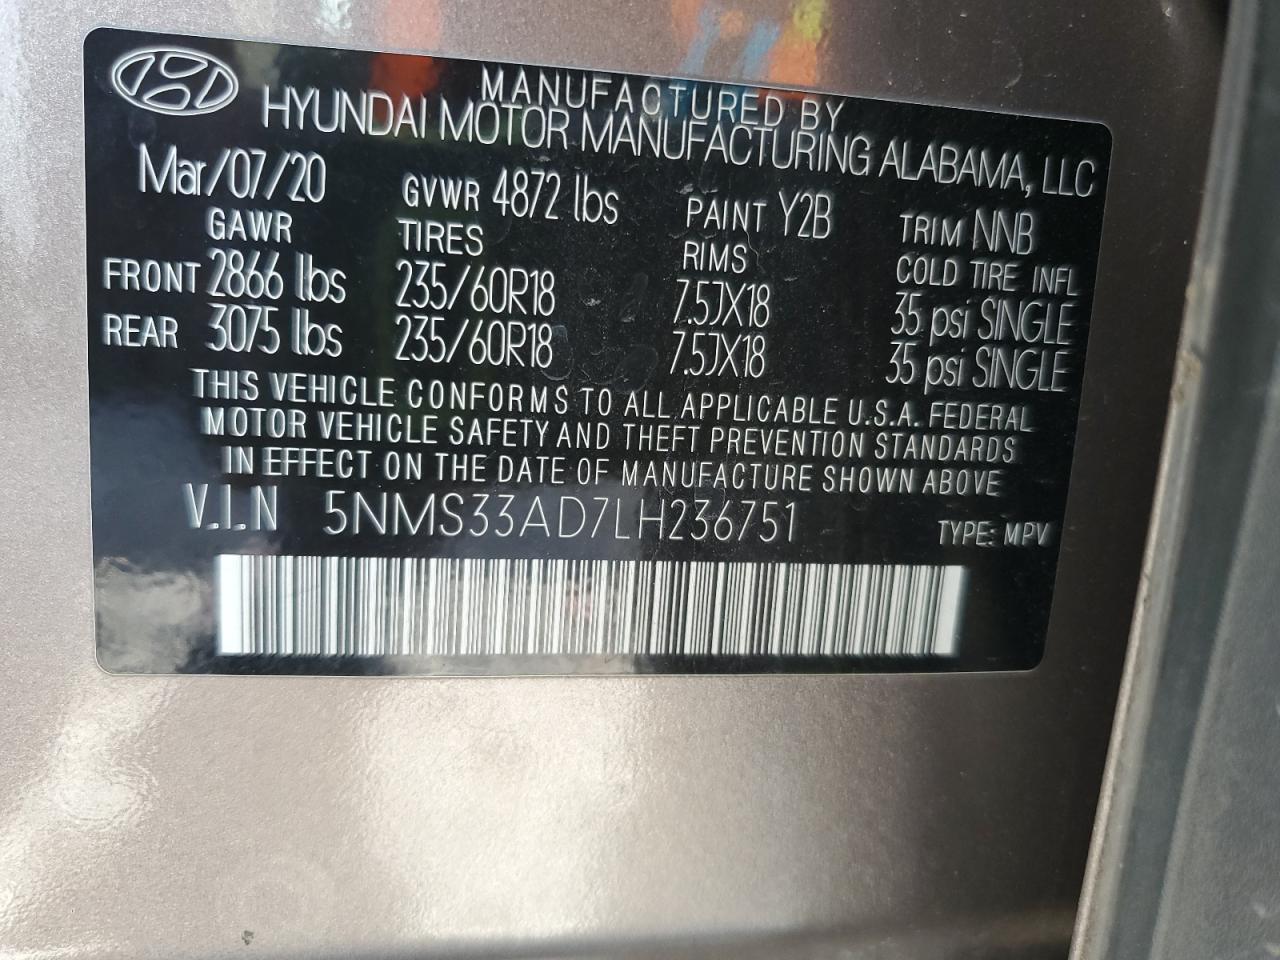 MANUFACTURED BY
HYUNDAI MOTOR MANUFACTURING ALABAMA, LLC
Mar/07/20 GVWR 4872 lbs PAINT Y2B TRIM NNB
GAWR TIRES RIMS COLD TIRE INFL
FRONT 2866 lbs 235/60R18 7.5JX18 35 psi SINGLE
REAR 3075 lbs 235/60R18 7.5JX18 35 psi SINGLE
THIS VEHICLE CONFORMS TO ALL APPLICABLE U.S.A. FEDERAL
MOTOR VEHICLE SAFETY AND THEFT PREVENTION STANDARDS
IN EFFECT ON THE DATE OF MANUFACTURE SHOWN ABOVE
V.I.N 5NMS33AD7LH236751 TYPE: MPV